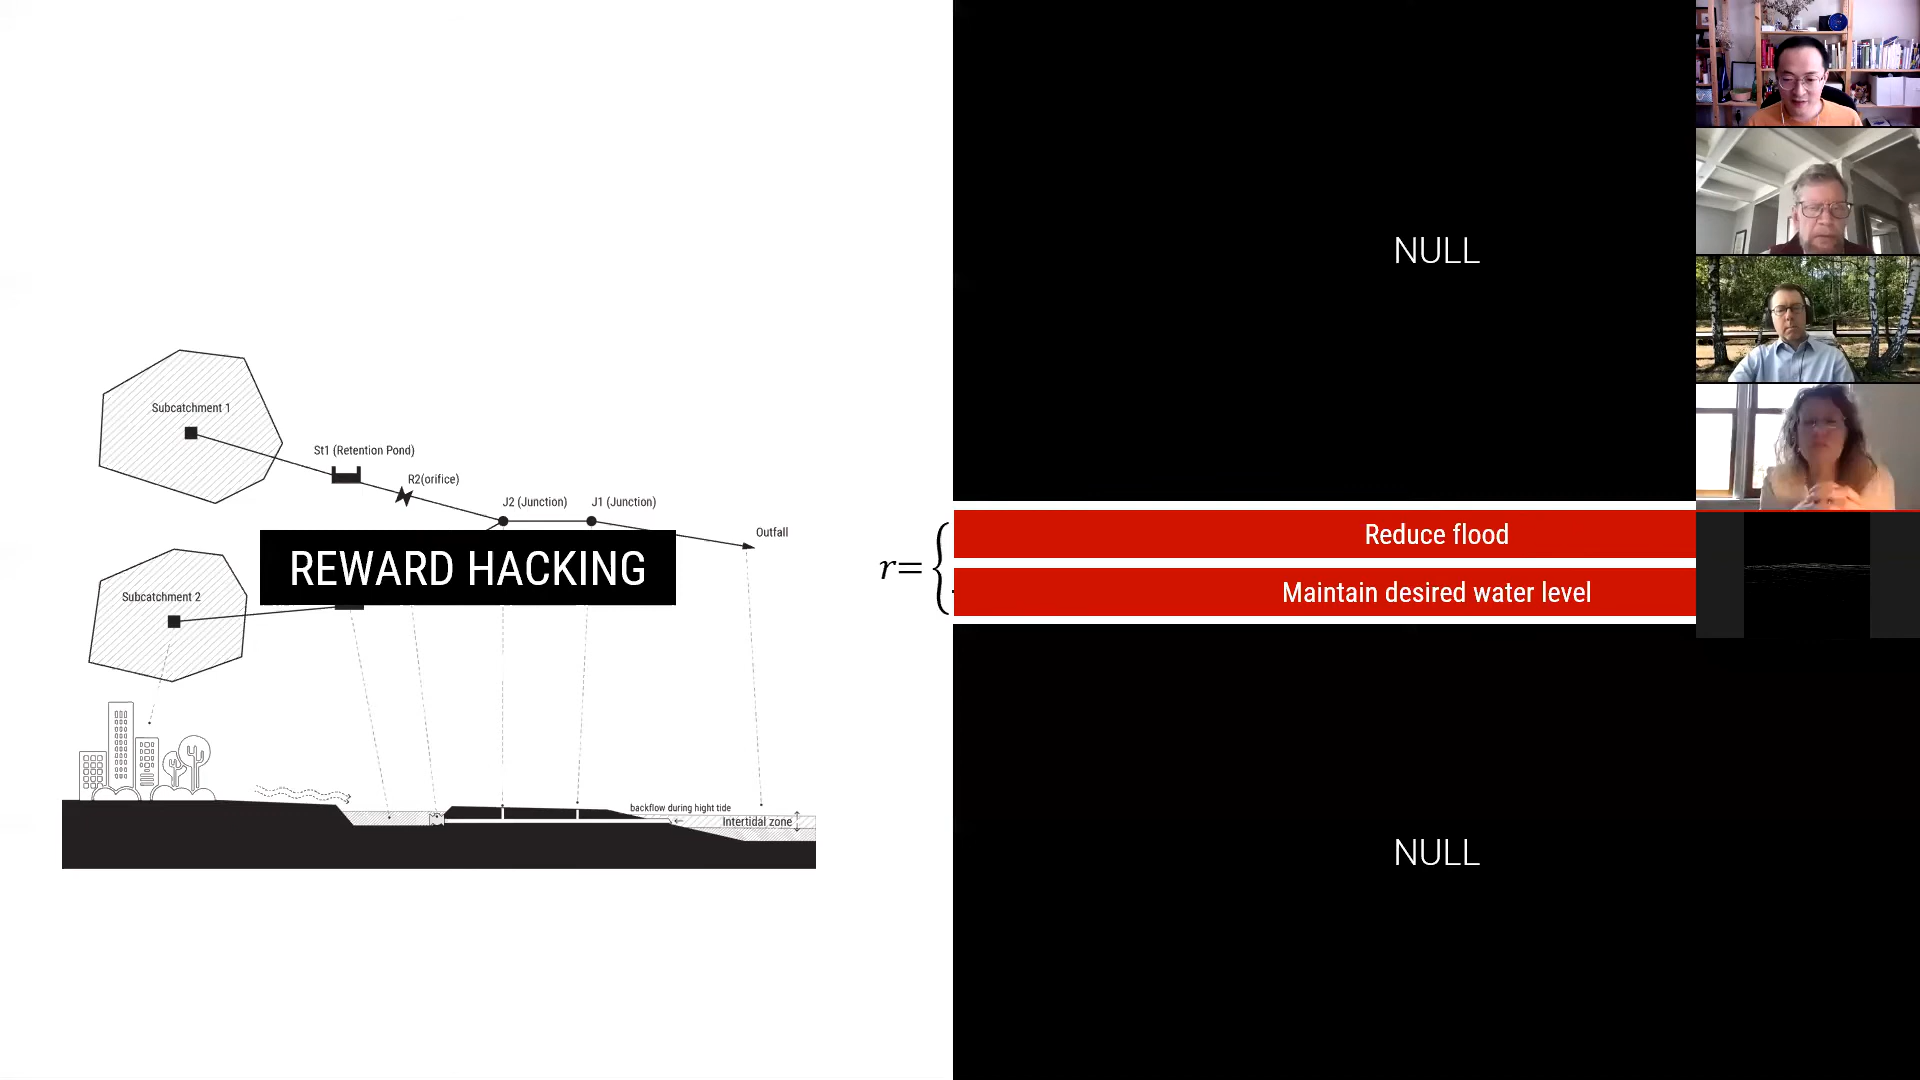 Subcatchment 1
St1 (Retention Pond)
R2(orifice)
J2 (Junction)
J1 (Junction)
Outfall
REWARD HACKING
Subcatchment 2
backflow during hight tide
Intertidal zone
NULL
r=
Reduce flood
Maintain desired water level
NULL